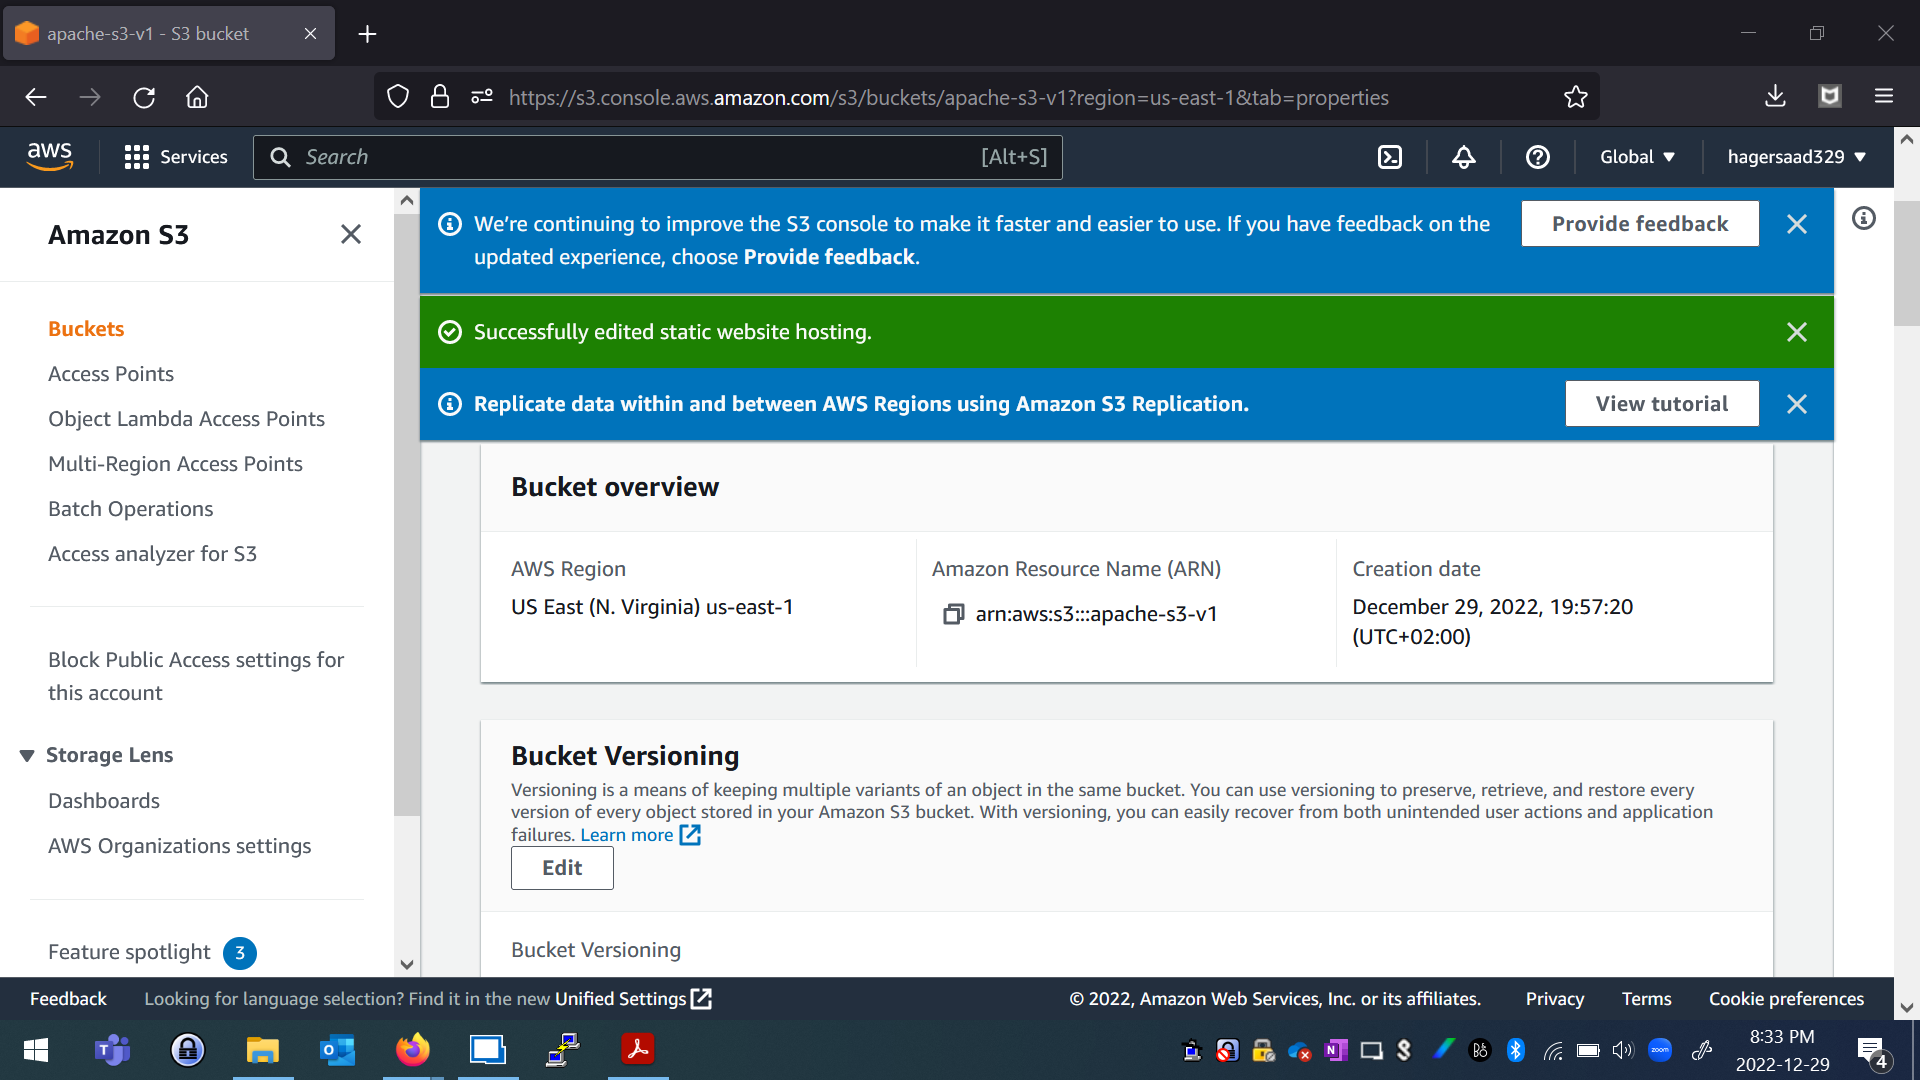 apache-s3-v1 - S3 bucket
https://s3.console.aws.amazon.com/s3/buckets/apache-s3-v1?region=us-east-1&tab=properties
aws
Services
Search
[Alt+S]
Global
hagersaad329
Amazon S3
Buckets
Access Points
Object Lambda Access Points
Multi-Region Access Points
Batch Operations
Access analyzer for S3
Block Public Access settings for
this account
Storage Lens
Dashboards
AWS Organizations settings
Feature spotlight 3
We’re continuing to improve the S3 console to make it faster and easier to use. If you have feedback on the
updated experience, choose Provide feedback.
Provide feedback
Successfully edited static website hosting.
Replicate data within and between AWS Regions using Amazon S3 Replication.
View tutorial
Bucket overview
AWS Region
US East (N. Virginia) us-east-1
Amazon Resource Name (ARN)
arn:aws:s3:::apache-s3-v1
Creation date
December 29, 2022, 19:57:20
(UTC+02:00)
Bucket Versioning
Versioning is a means of keeping multiple variants of an object in the same bucket. You can use versioning to preserve, retrieve, and restore every
version of every object stored in your Amazon S3 bucket. With versioning, you can easily recover from both unintended user actions and application
failures. Learn more
Edit
Bucket Versioning
Feedback
Looking for language selection? Find it in the new Unified Settings
© 2022, Amazon Web Services, Inc. or its affiliates.
Privacy
Terms
Cookie preferences
zoom
8:33 PM
2022-12-29
4